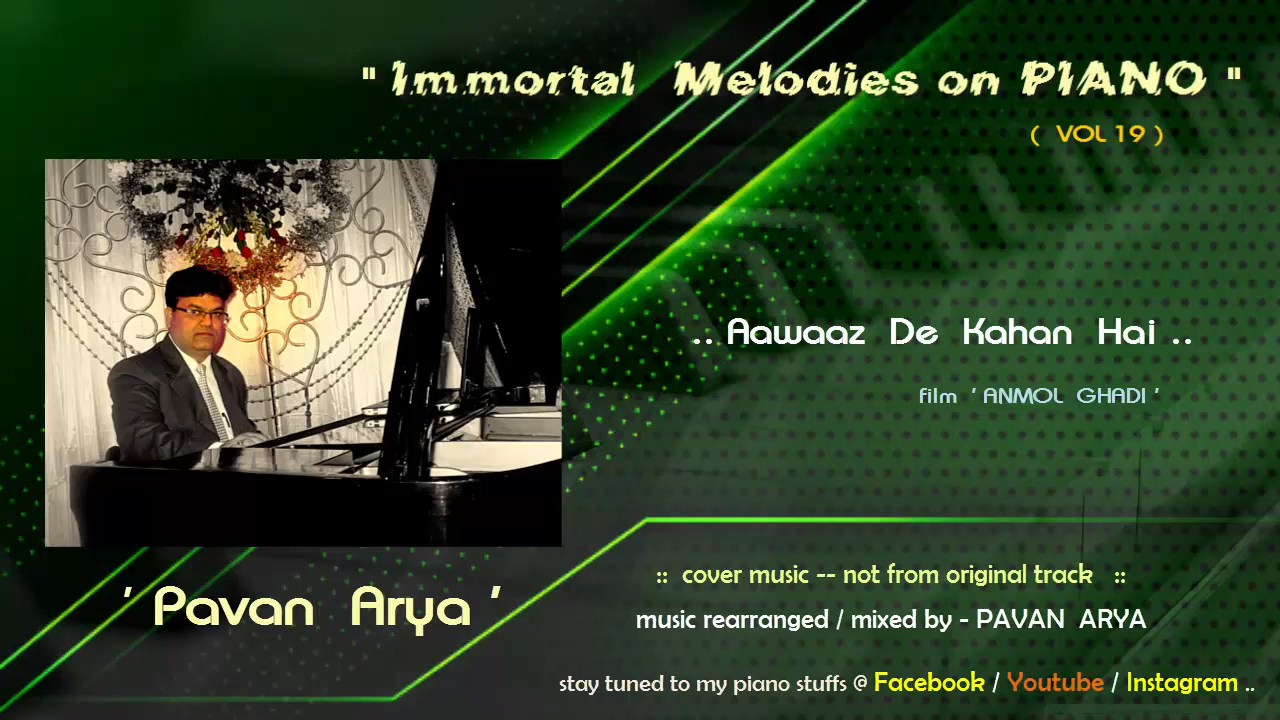 " Immortal Melodies on PIANO "
( VOL 19 )
.. Aawaaz De Kahan Hai ..
film ' ANMOL GHADI '
' Pavan Arya '
:: cover music -- not from original track ::
music rearranged / mixed by - PAVAN ARYA
stay tuned to my piano stuffs @ Facebook / Youtube / Instagram ..